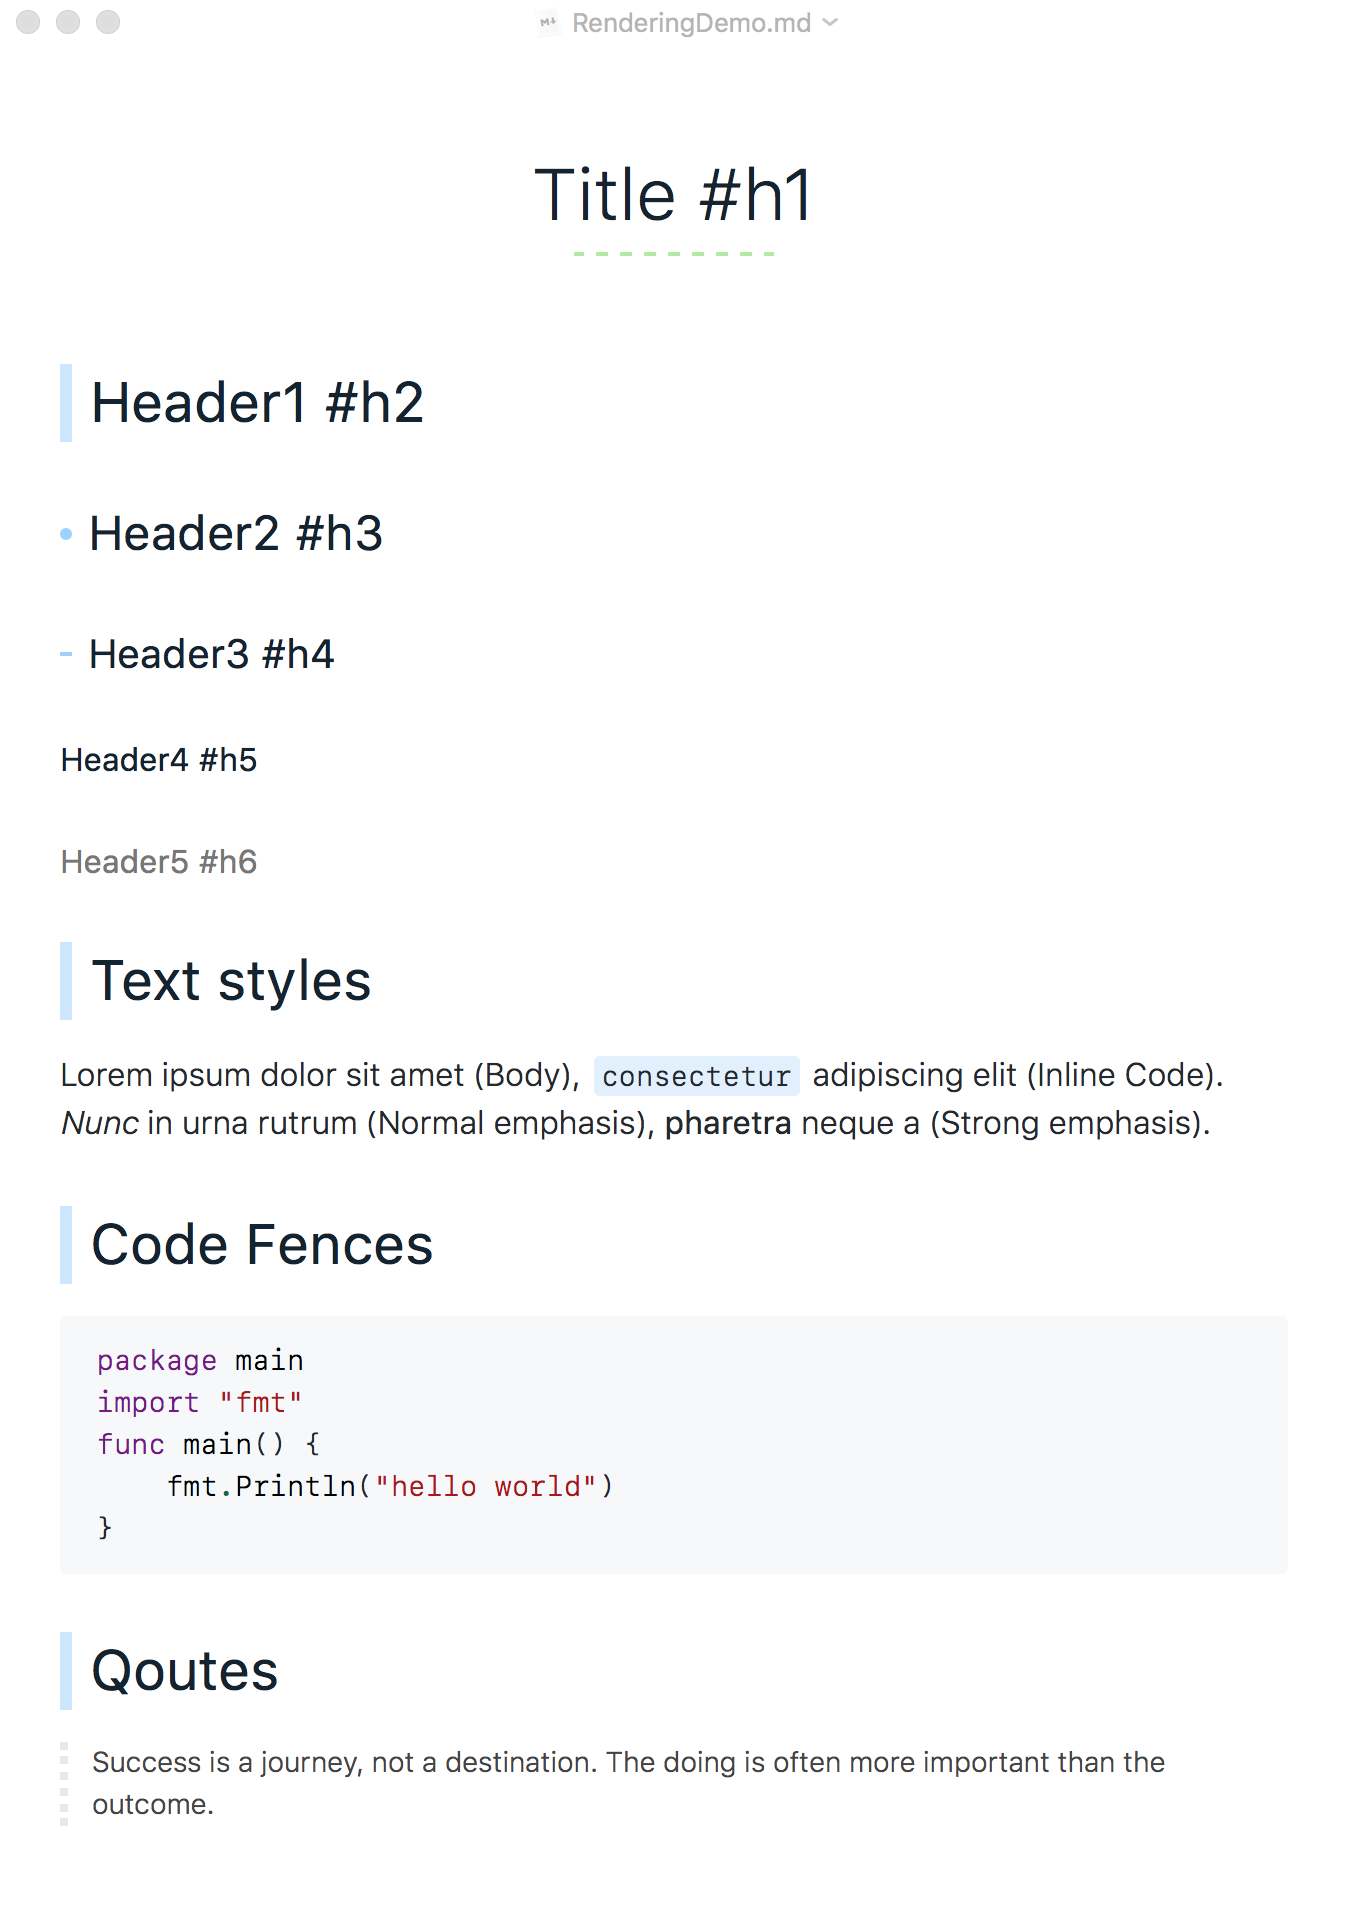 RenderingDemo.md
Title #h1
Header1 #h2
Header2 #h3
Header3 #h4
Header4 #h5
Header5 #h6
Text styles
Lorem ipsum dolor sit amet (Body), consectetur adipiscing elit (Inline Code).
Nunc in urna rutrum (Normal emphasis), pharetra neque a (Strong emphasis).
Code Fences
package main
import "fmt"
func main() {
    fmt.Println("hello world")
}
Qoutes
Success is a journey, not a destination. The doing is often more important than the
outcome.